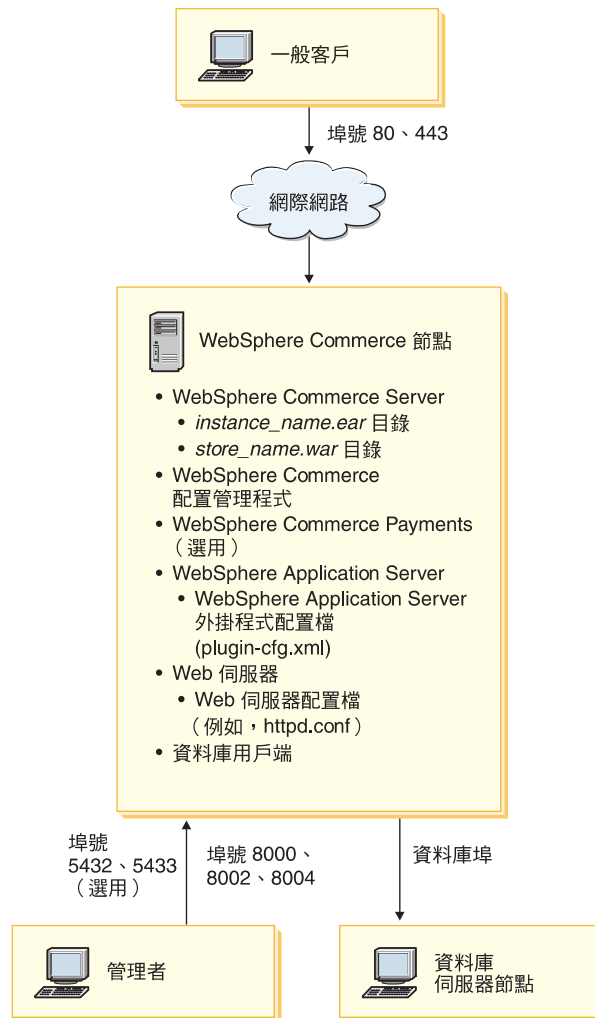 一般客戶
埠號 80、443
網際網路
WebSphere Commerce 節點
• WebSphere Commerce Server
• instance_name.ear 目錄
• store_name.war 目錄
• WebSphere Commerce
配置管理程式
• WebSphere Commerce Payments
（選用）
• WebSphere Application Server
• WebSphere Application Server
外掛程式配置檔
(plugin-cfg.xml)
• Web 伺服器
• Web 伺服器配置檔
（例如，httpd.conf）
• 資料庫用戶端
埠號
5432、5433
（選用）
埠號 8000、
8002、8004
資料庫埠
管理者
資料庫
伺服器節點